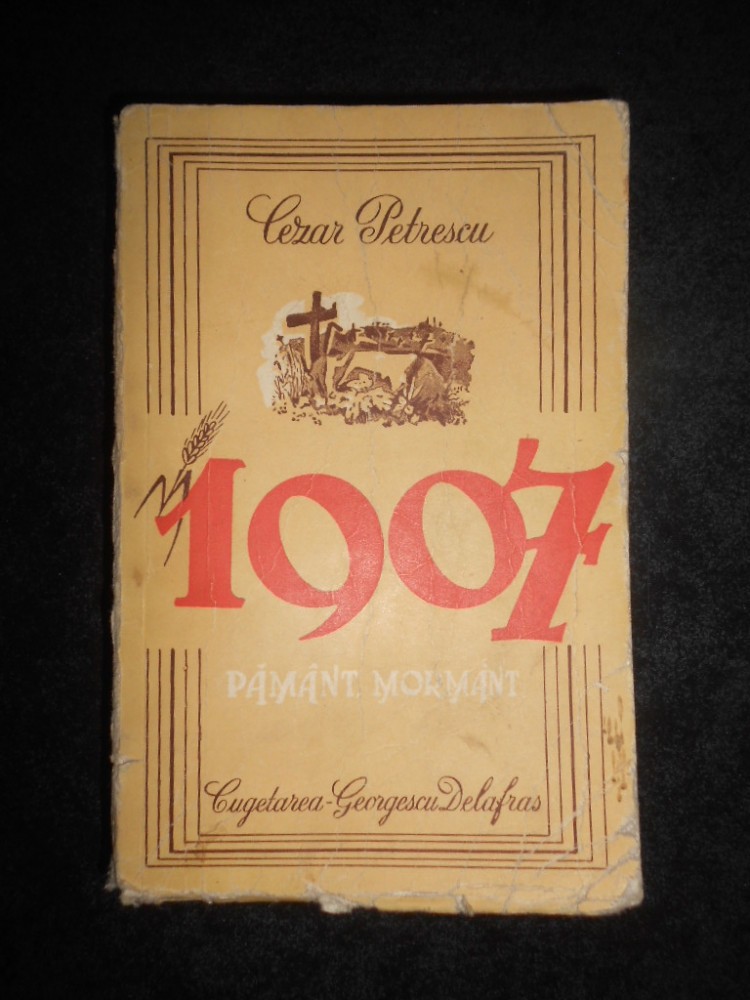 Cezar Petrescu
1907
PĂMÂNT. MORMÂNT
Cugetarea-Georgescu Delafras